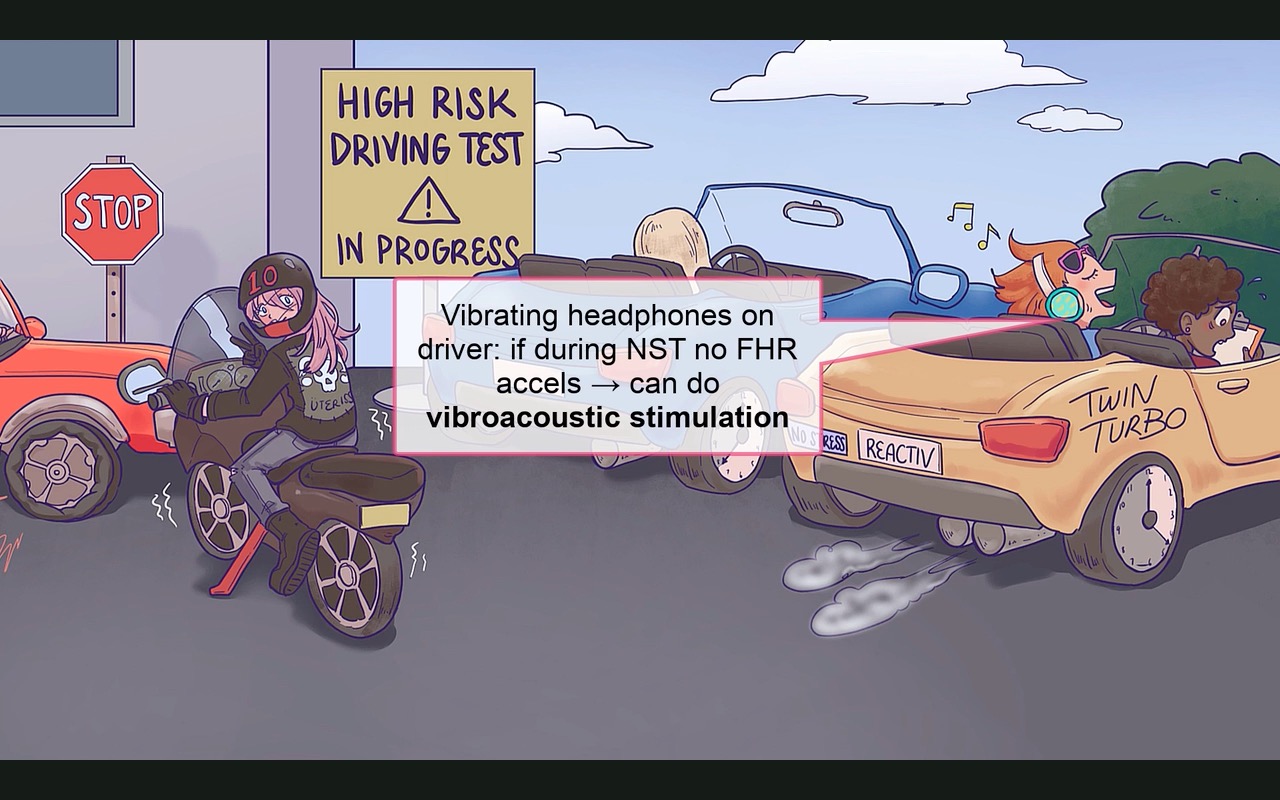 HIGH RISK
DRIVING TEST
!
IN PROGRESS
STOP
10
UTERUS
Vibrating headphones on
driver: if during NST no FHR
accels → can do
vibroacoustic stimulation
NO STRESS
REACTIV
TWIN
TURBO